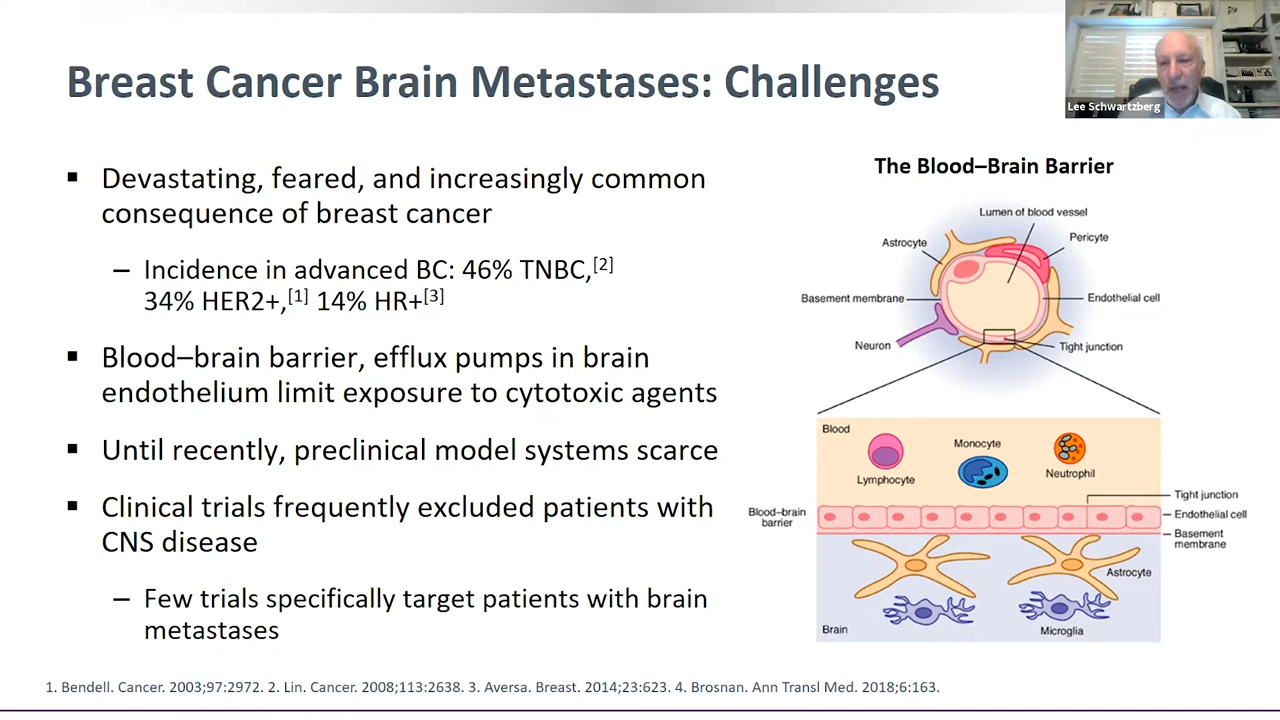 Breast Cancer Brain Metastases: Challenges
Lee Schwartzberg
▪ Devastating, feared, and increasingly common
consequence of breast cancer
– Incidence in advanced BC: 46% TNBC,[2]
34% HER2+,[1] 14% HR+[3]
▪ Blood–brain barrier, efflux pumps in brain
endothelium limit exposure to cytotoxic agents
▪ Until recently, preclinical model systems scarce
▪ Clinical trials frequently excluded patients with
CNS disease
– Few trials specifically target patients with brain
metastases
The Blood–Brain Barrier
Lumen of blood vessel
Astrocyte
Pericyte
Basement membrane
Endothelial cell
Neuron
Tight junction
Blood
Lymphocyte
Monocyte
Neutrophil
Blood–brain
barrier
Tight junction
Endothelial cell
Basement
membrane
Astrocyte
Brain
Microglia
1. Bendell. Cancer. 2003;97:2972. 2. Lin. Cancer. 2008;113:2638. 3. Aversa. Breast. 2014;23:623. 4. Brosnan. Ann Transl Med. 2018;6:163.